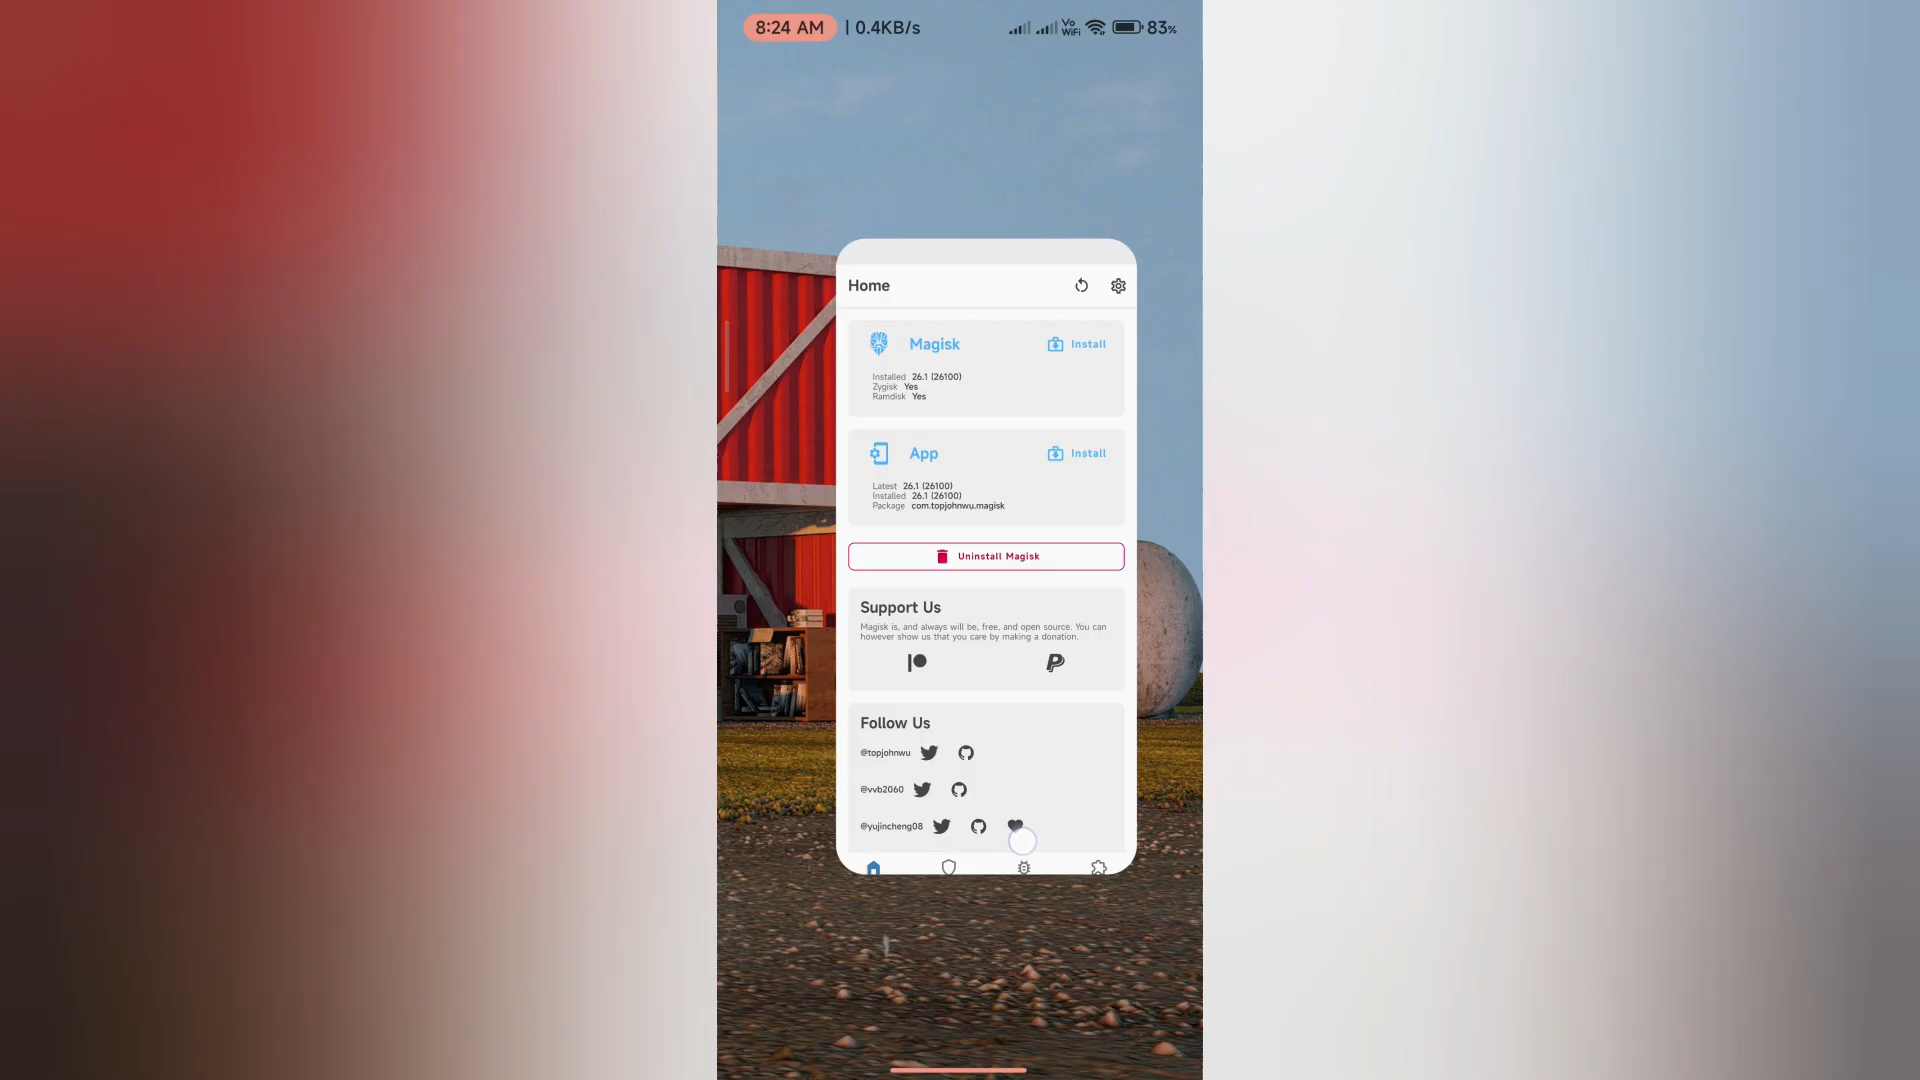 8:24 AM | 0.4KB/s Vo WiFi 83%
Home
Magisk Install
Installed 26.1 (26100)
Zygisk Yes
Ramdisk Yes
App Install
Latest 26.1 (26100)
Installed 26.1 (26100)
Package com.topjohnwu.magisk
Uninstall Magisk
Support Us
Magisk is, and always will be, free, and open source. You can
however show us that you care by making a donation.
Follow Us
@topjohnwu
@vvb2060
@yujincheng08